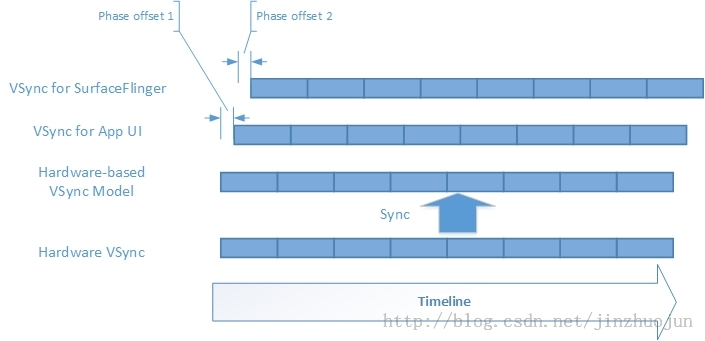 Phase offset 1
Phase offset 2
VSync for SurfaceFlinger
VSync for App UI
Hardware-based
VSync Model
Sync
Hardware VSync
Timeline
http://blog.csdn.net/jinzhuojun